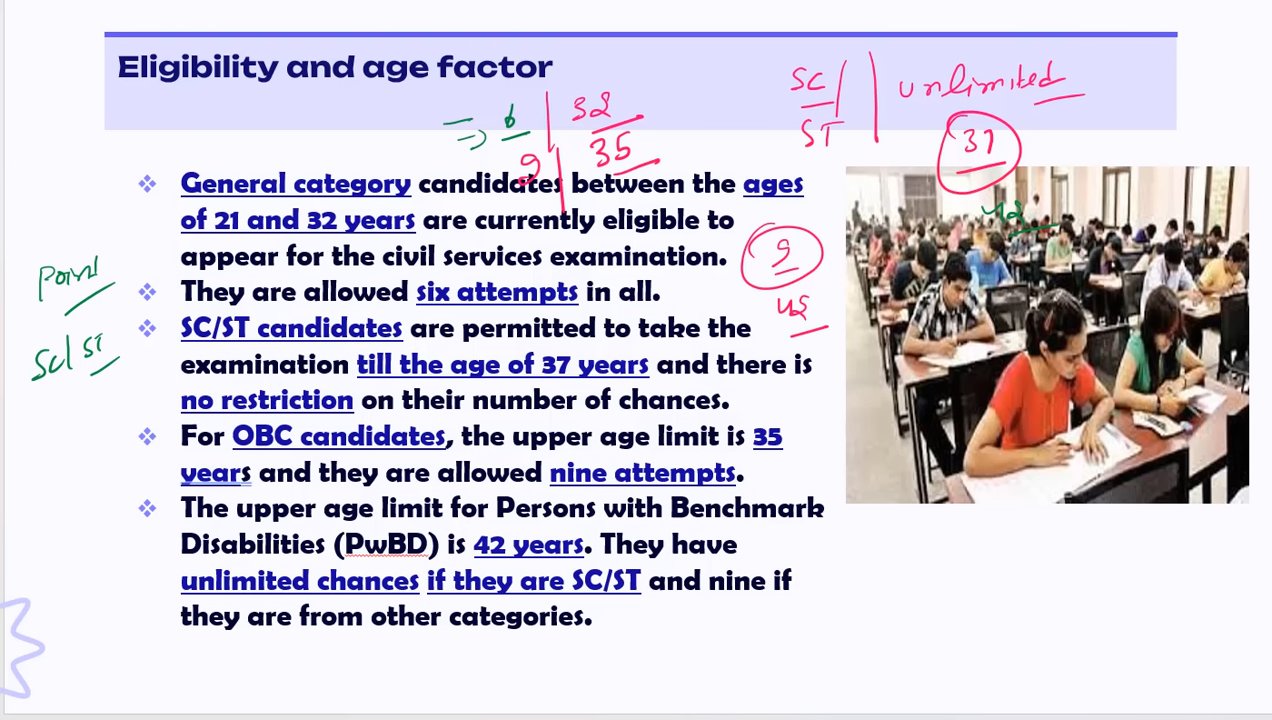 Eligibility and age factor
SC/ST | unlimited
37
=> 6 | 32
9 | 35
General category candidates between the ages
of 21 and 32 years are currently eligible to
appear for the civil services examination.
They are allowed six attempts in all.
SC/ST candidates are permitted to take the
examination till the age of 37 years and there is
no restriction on their number of chances.
For OBC candidates, the upper age limit is 35
years and they are allowed nine attempts.
The upper age limit for Persons with Benchmark
Disabilities (PwBD) is 42 years. They have
unlimited chances if they are SC/ST and nine if
they are from other categories.
9
42
42
SC/ST